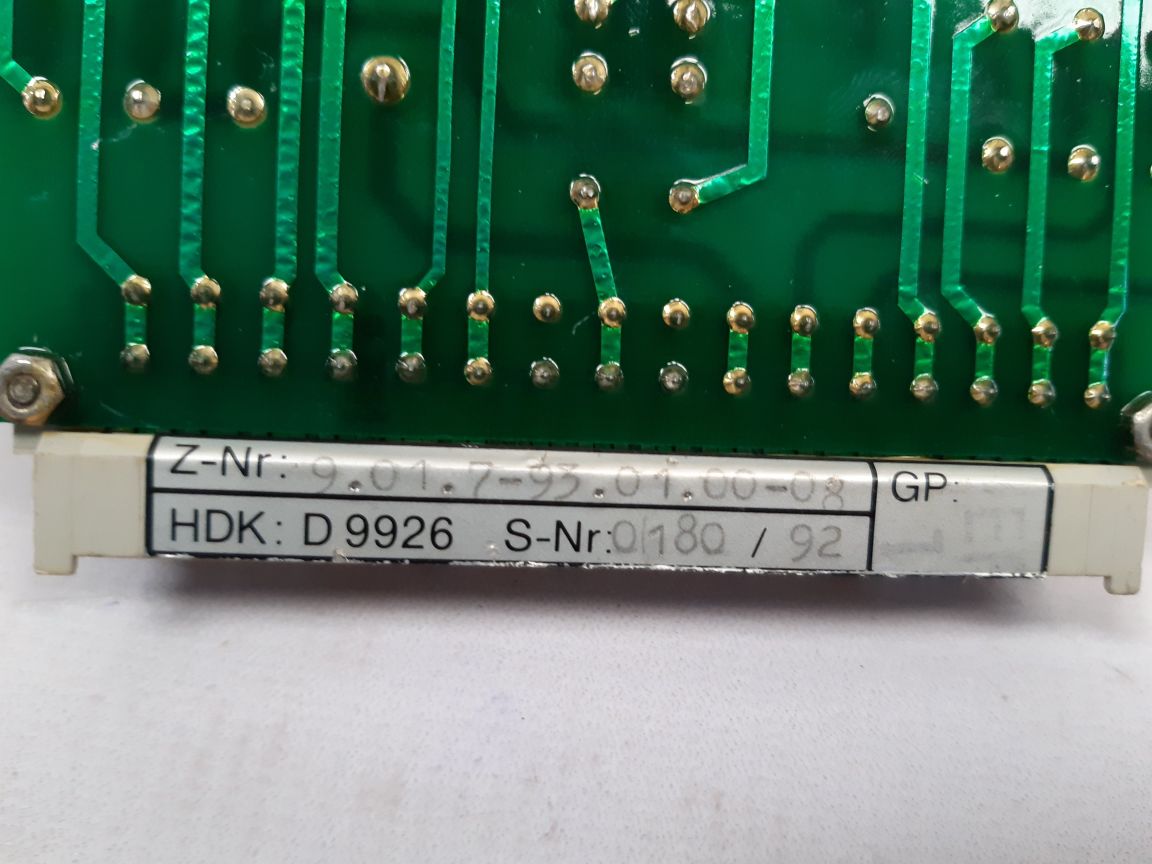 Z-Nr: 9.01.7-93.01.00-08
GP:
HDK: D 9926 S-Nr: 0180 / 92